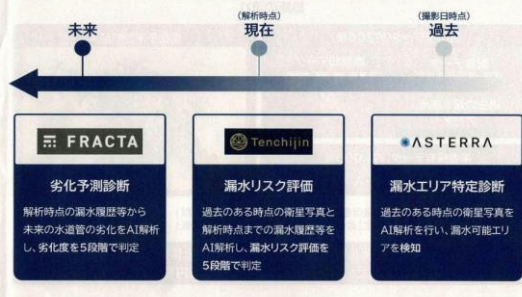 未来
(解析時点)
現在
(撮影日時点)
過去
FRACTA
劣化予測診断
解析時点の漏水履歴等から
未来の水道管の劣化をAI解析
し、劣化度を5段階で判定
Tenchijin
漏水リスク評価
過去のある時点の衛星写真と
解析時点までの漏水履歴等を
AI解析し、漏水リスク評価を
5段階で判定
ASTERRA
漏水エリア特定診断
過去のある時点の衛星写真を
AI解析を行い、漏水可能エリ
アを検知